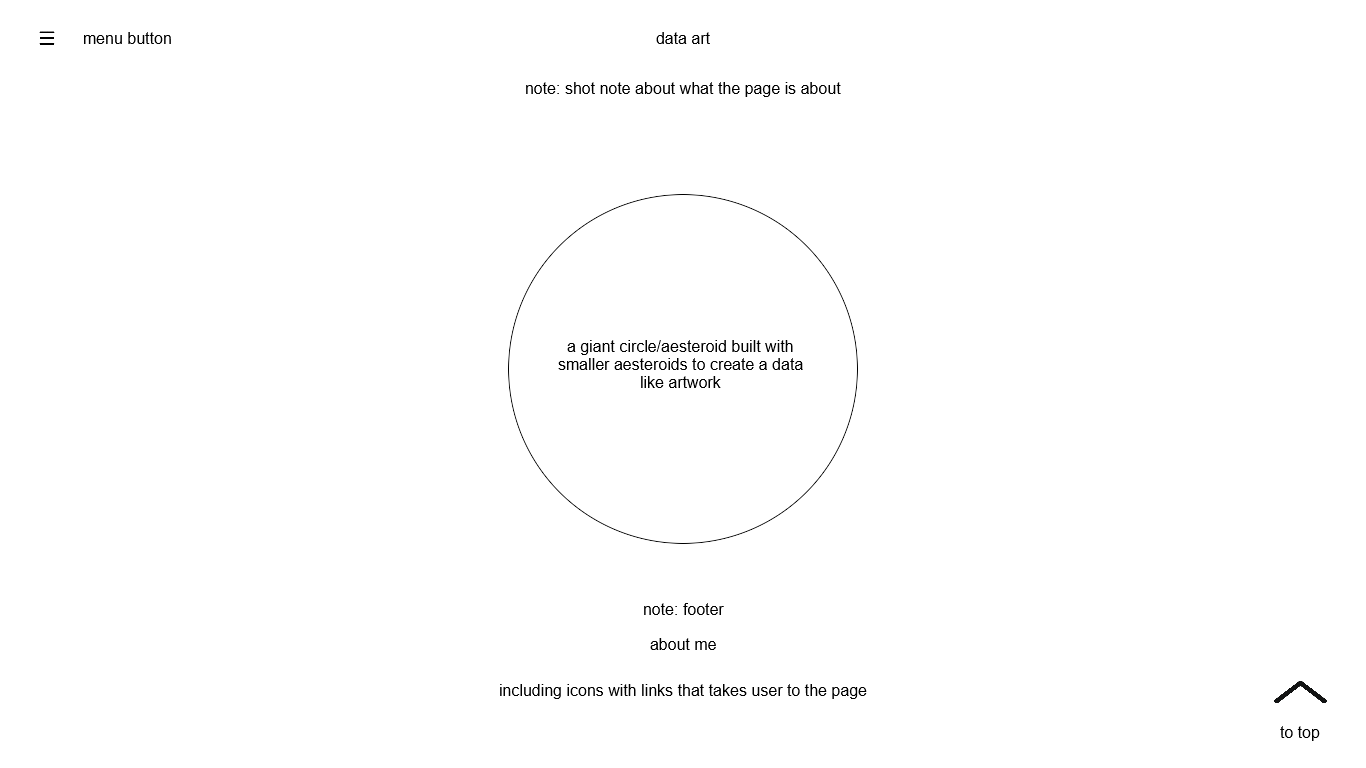 ☰ menu button
data art
note: shot note about what the page is about
a giant circle/aesteroid built with
smaller aesteroids to create a data
like artwork
note: footer
about me
including icons with links that takes user to the page
to top